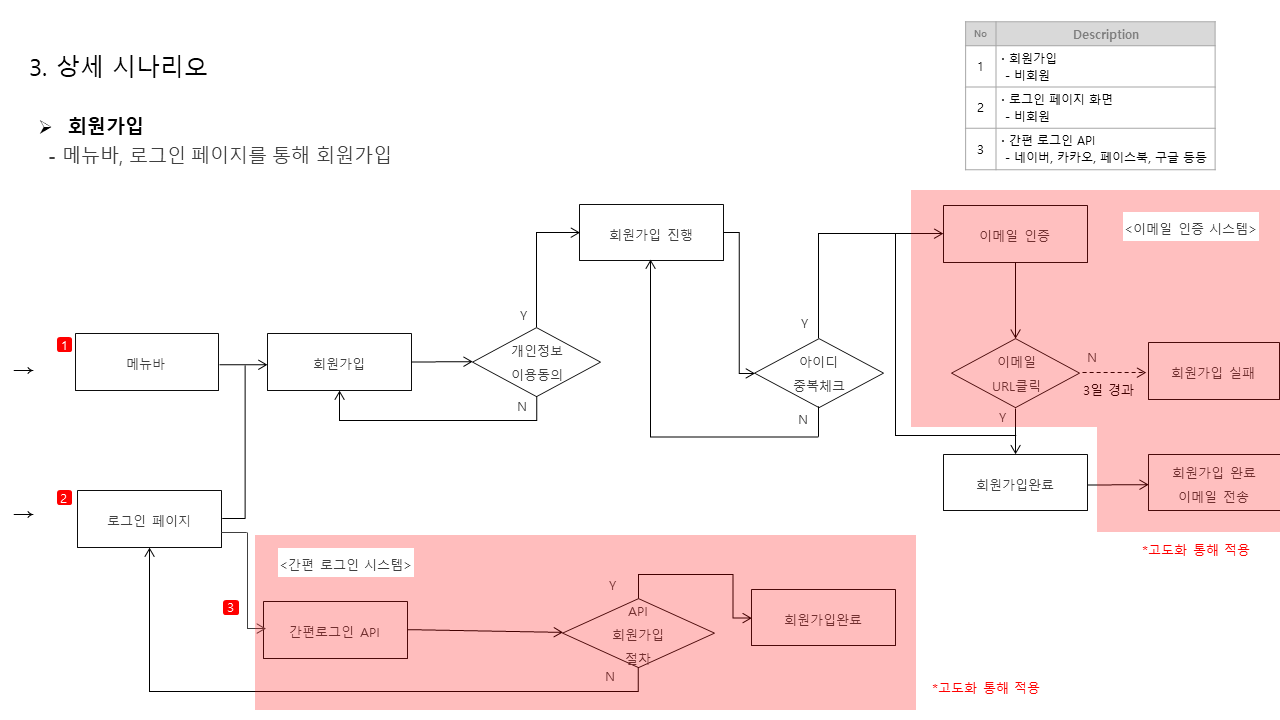 3. 상세 시나리오
➢ 회원가입
- 메뉴바, 로그인 페이지를 통해 회원가입
No Description
1 · 회원가입
- 비회원
2 · 로그인 페이지 화면
- 비회원
3 · 간편 로그인 API
- 네이버, 카카오, 페이스북, 구글 등등
회원가입 진행
이메일 인증
<이메일 인증 시스템>
Y
Y
1
메뉴바
회원가입
개인정보
이용동의
N
아이디
중복체크
N
이메일
URL클릭
N
3일 경과
Y
회원가입 실패
회원가입완료
회원가입 완료
이메일 전송
*고도화 통해 적용
2
로그인 페이지
<간편 로그인 시스템>
3
간편로그인 API
Y
API
회원가입
절차
N
회원가입완료
*고도화 통해 적용